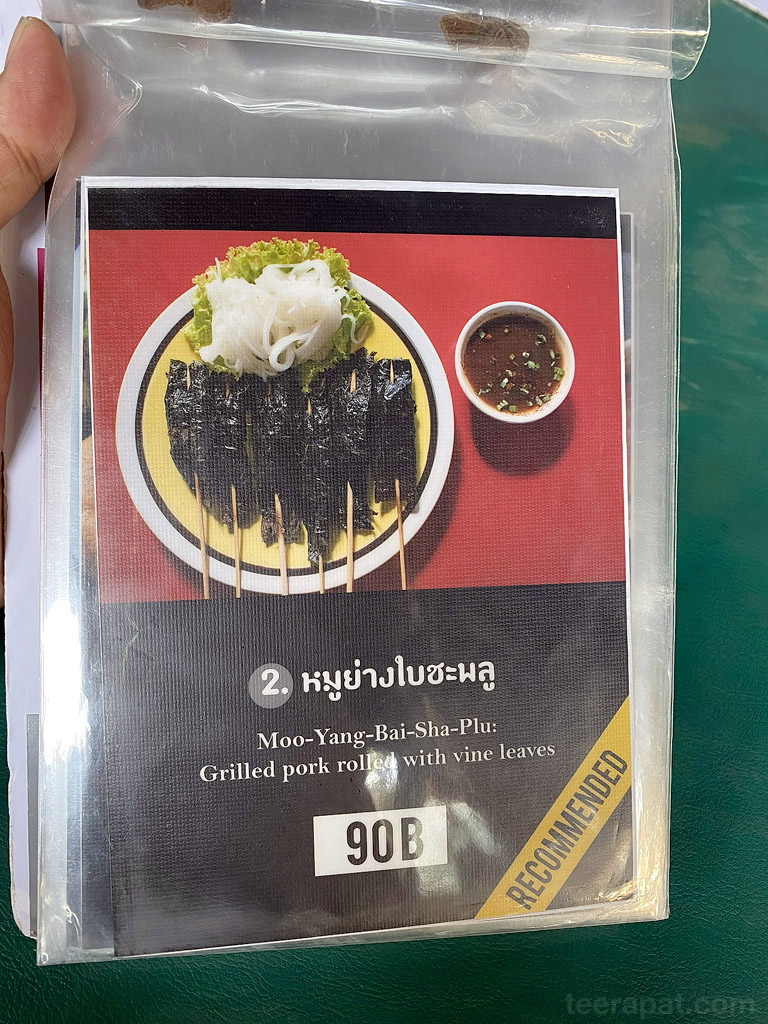 2. หมูย่างใบชะพลู
Moo-Yang-Bai-Sha-Plu:
Grilled pork rolled with vine leaves
90B
RECOMMENDED
teerapat.com